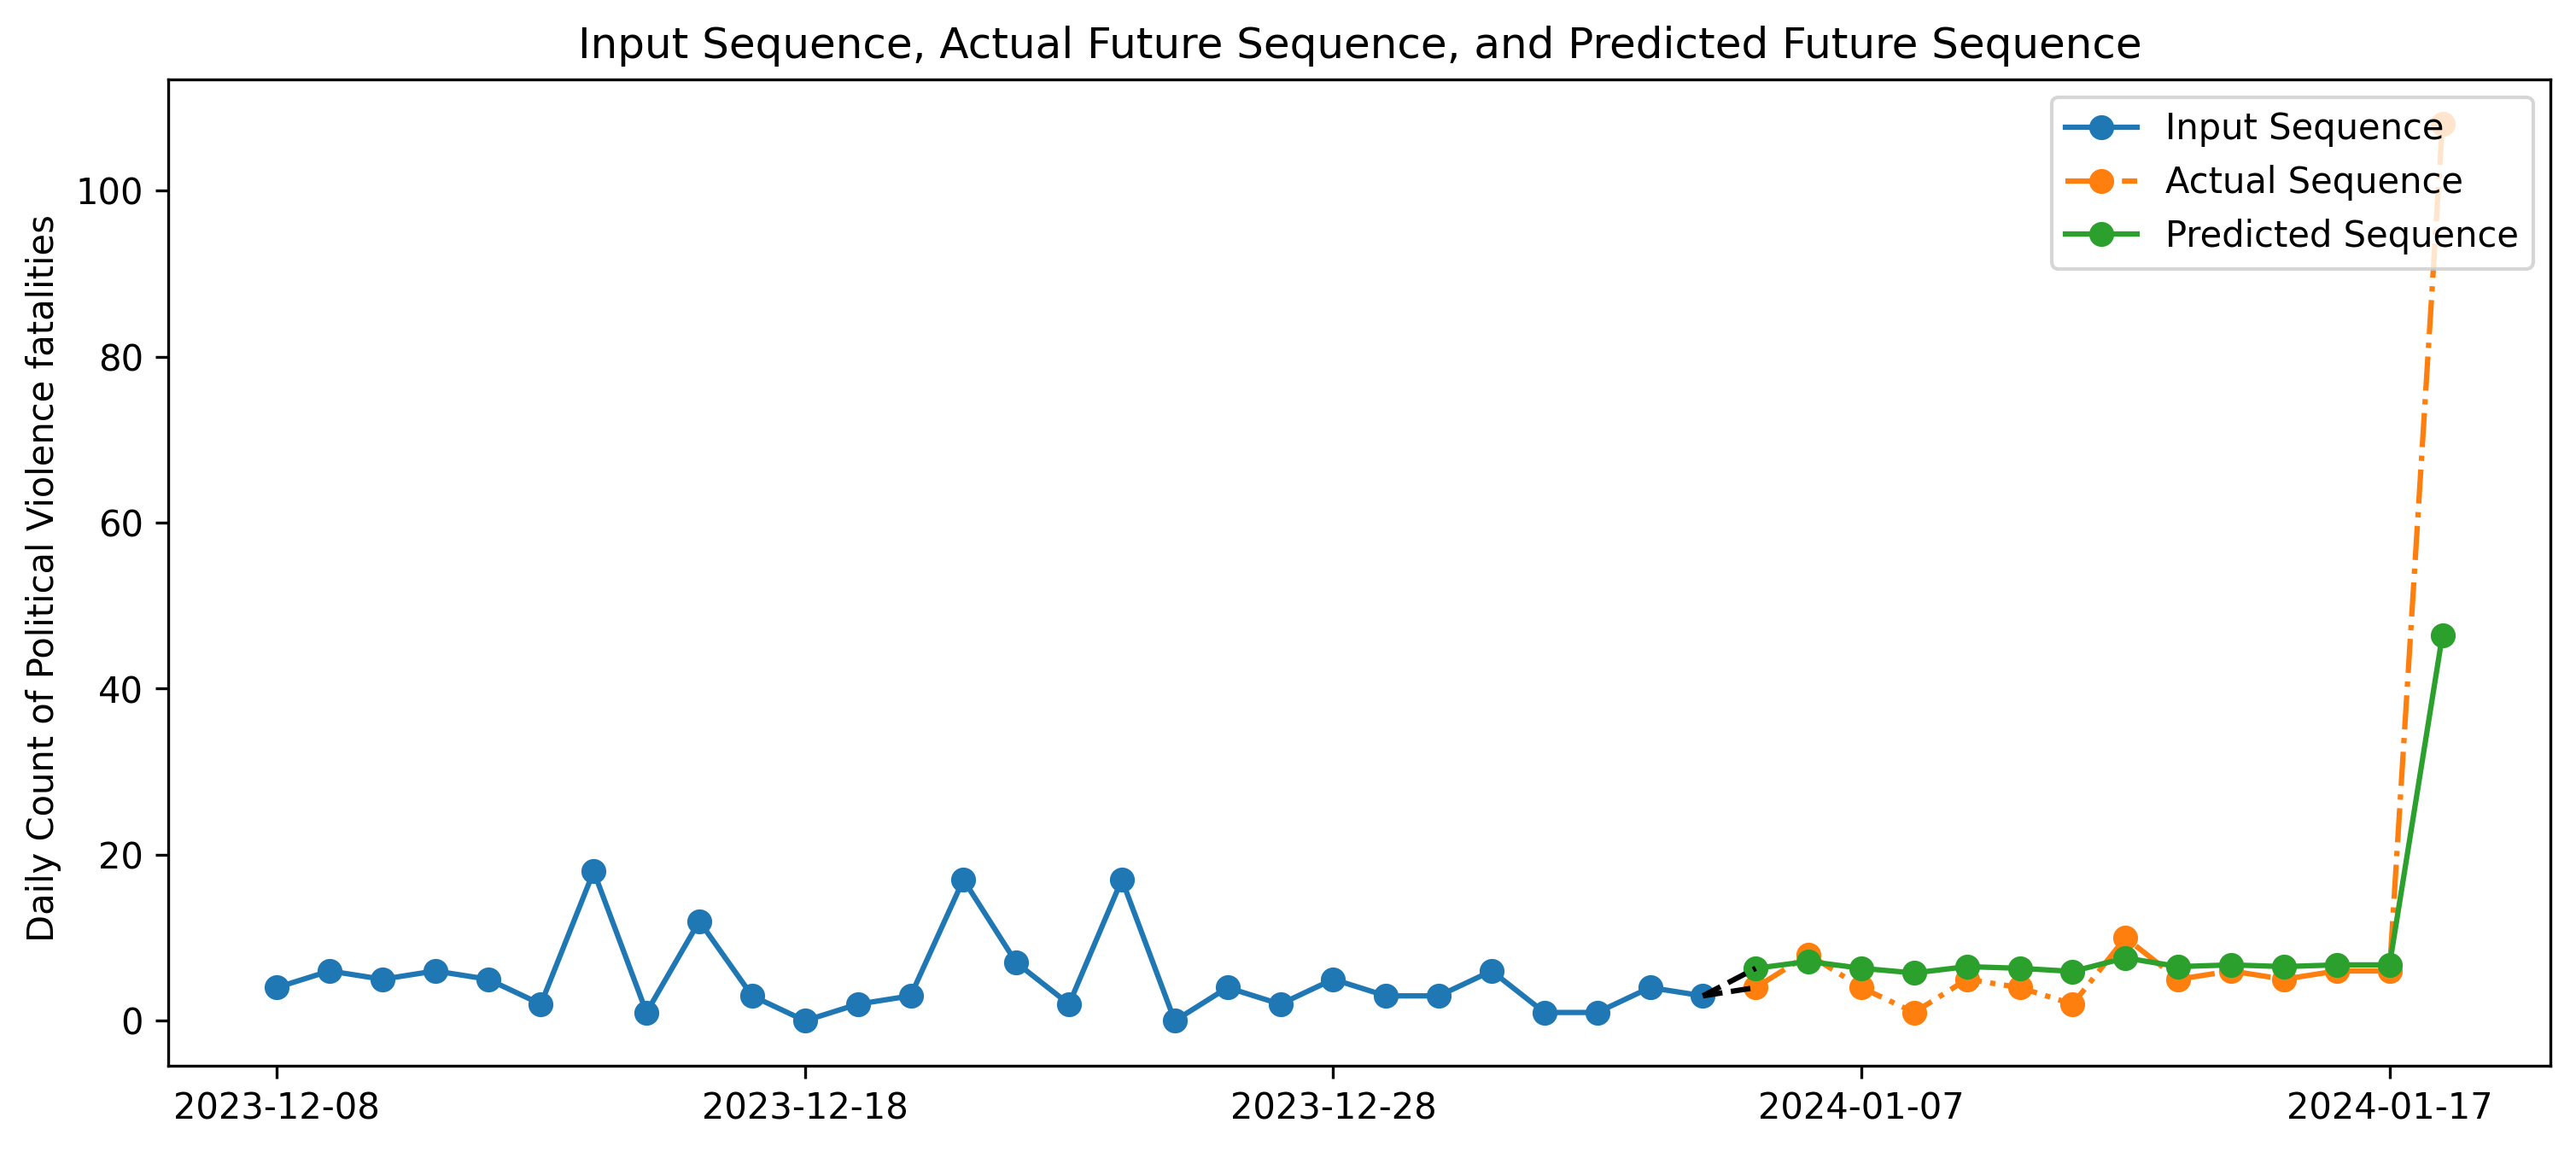 Input Sequence, Actual Future Sequence, and Predicted Future Sequence
Daily Count of Political Violence fatalities
100
80
60
40
20
0
Input Sequence
Actual Sequence
Predicted Sequence
2023-12-08
2023-12-18
2023-12-28
2024-01-07
2024-01-17